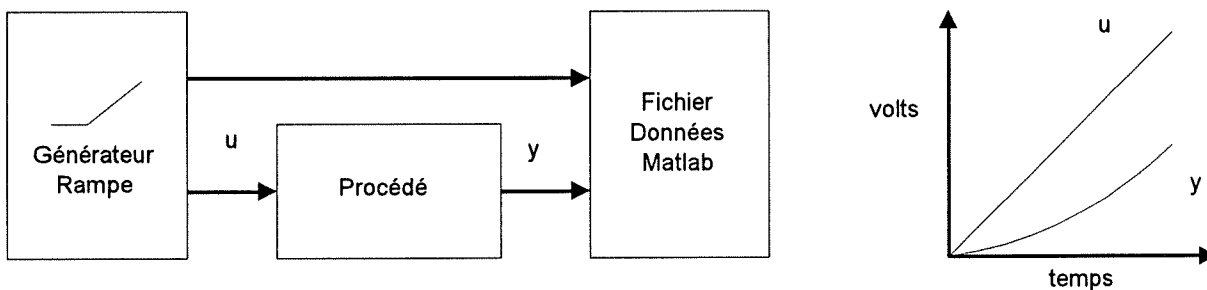 Générateur
Rampe
u
Procédé
y
Fichier
Données
Matlab
volts
u
y
temps